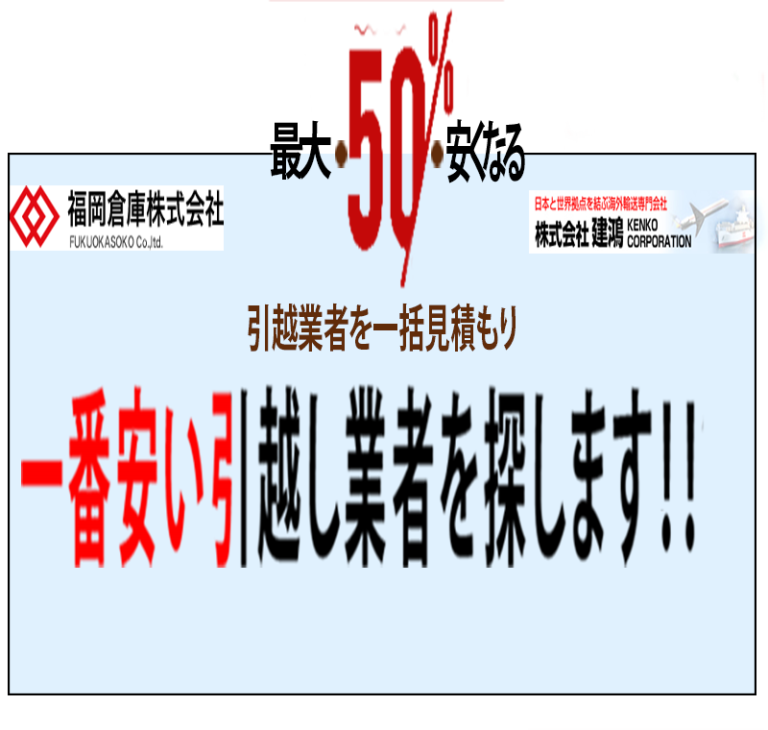 最大・50%・安くなる
福岡倉庫株式会社
FUKUOKASOKO Co.,ltd.
日本と世界拠点を結ぶ海外輸送専門会社
株式会社 建鴻 KENKO CORPORATION
引越業者を一括見積もり
一番安い引越し業者を探します!!